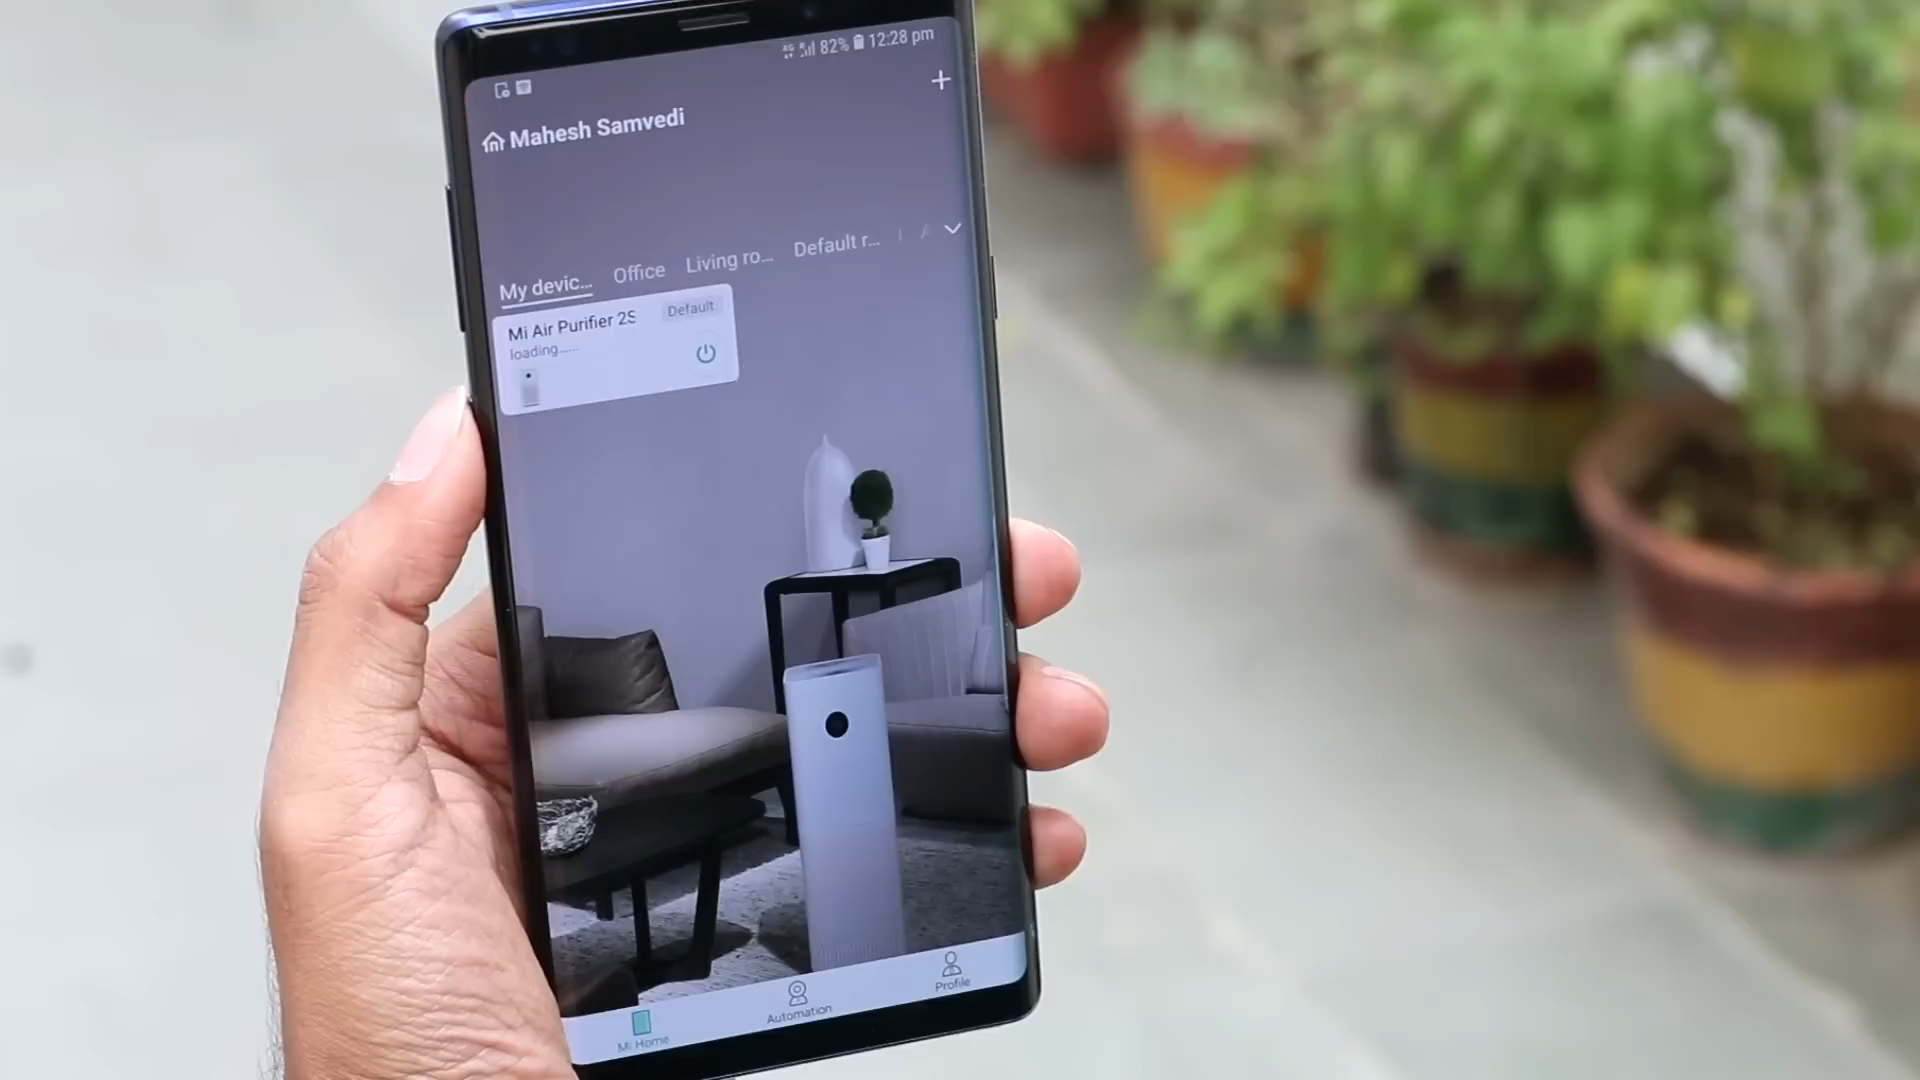 4G 82% 12:28 pm
Mahesh Samvedi
My devic... Office Living ro... Default r...
Mi Air Purifier 2S Default
loading......
Mi Home Automation Profile